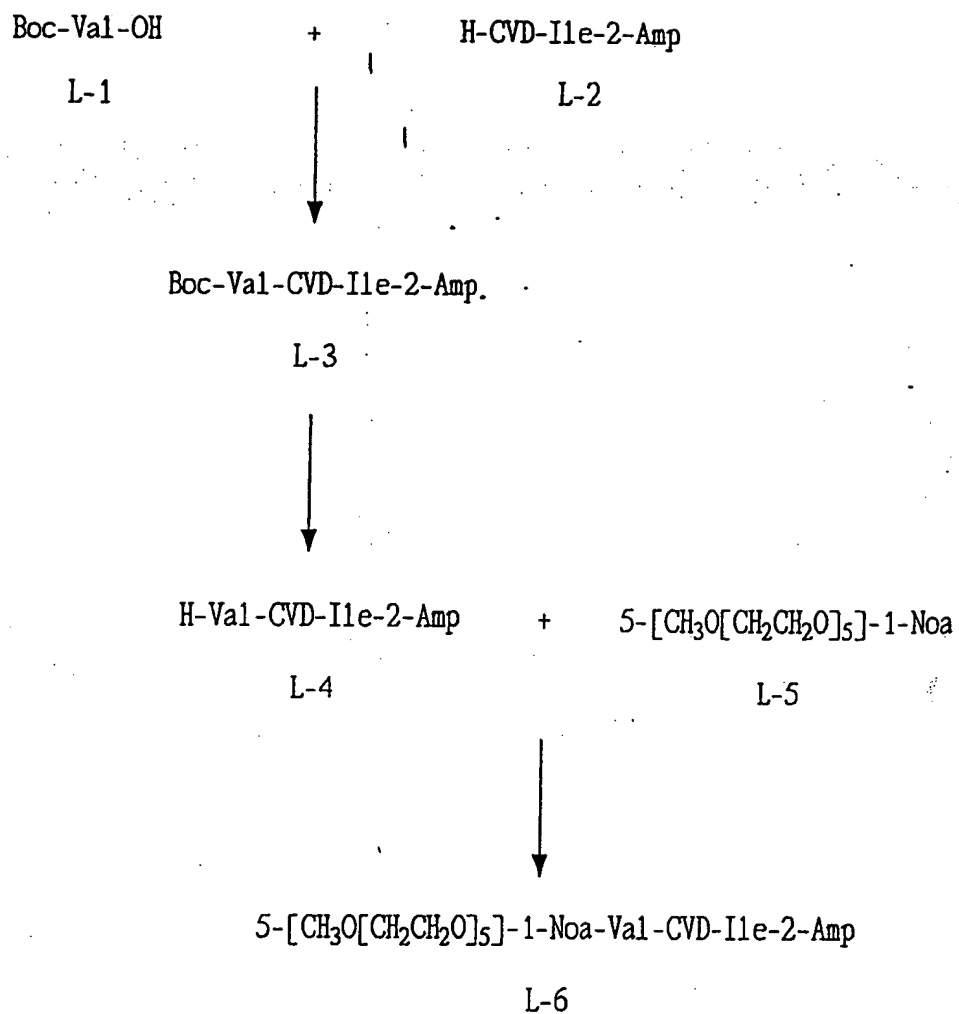 Boc-Val-OH + H-CVD-Ile-2-Amp
L-1 L-2
Boc-Val-CVD-Ile-2-Amp.
L-3
H-Val-CVD-Ile-2-Amp + 5-[CH₃O[CH₂CH₂O]₅]-1-Noa
L-4 L-5
5-[CH₃O[CH₂CH₂O]₅]-1-Noa-Val-CVD-Ile-2-Amp
L-6